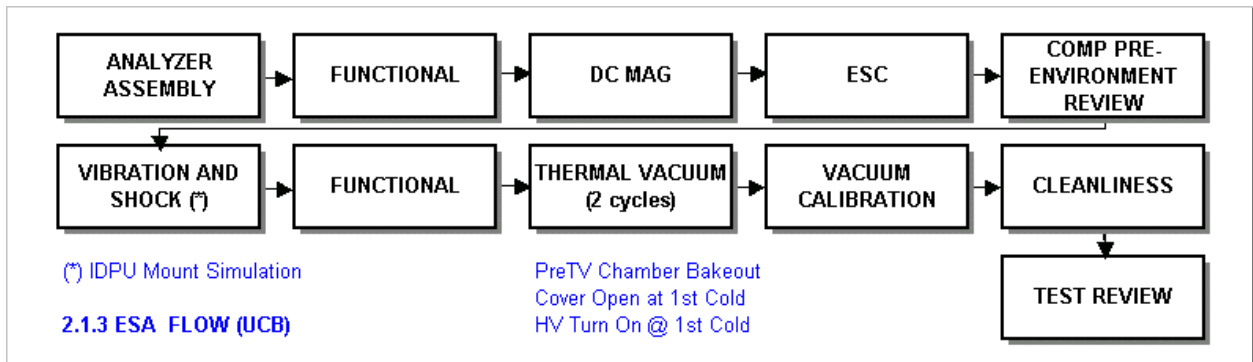 ANALYZER
ASSEMBLY
FUNCTIONAL
DC MAG
ESC
COMP PRE-
ENVIRONMENT
REVIEW
VIBRATION AND
SHOCK (*)
FUNCTIONAL
THERMAL VACUUM
(2 cycles)
VACUUM
CALIBRATION
CLEANLINESS
TEST REVIEW
(*) IDPU Mount Simulation
2.1.3 ESA FLOW (UCB)
PreTV Chamber Bakeout
Cover Open at 1st Cold
HV Turn On @ 1st Cold